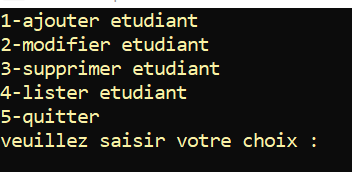 1-ajouter etudiant
2-modifier etudiant
3-supprimer etudiant
4-lister etudiant
5-quitter
veuillez saisir votre choix :